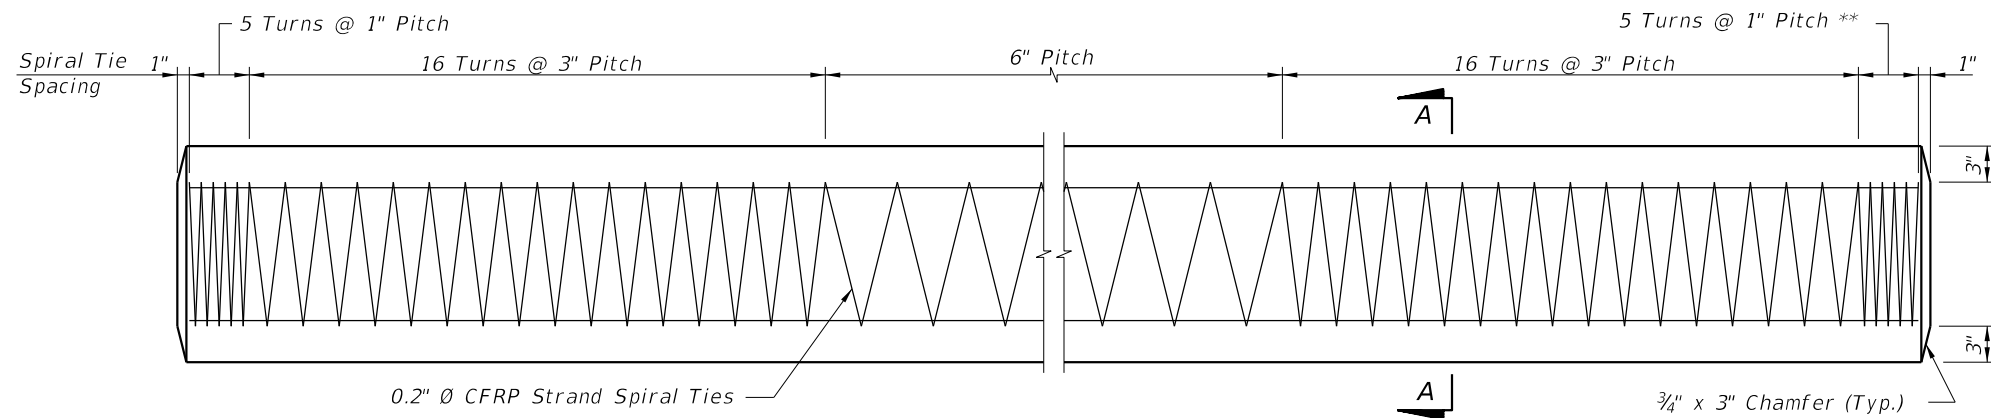 5 Turns @ 1" Pitch
5 Turns @ 1" Pitch **
Spiral Tie
Spacing
1"
16 Turns @ 3" Pitch
6" Pitch
16 Turns @ 3" Pitch
1"
A
3"
3"
0.2" Ø CFRP Strand Spiral Ties
A
¾" x 3" Chamfer (Typ.)